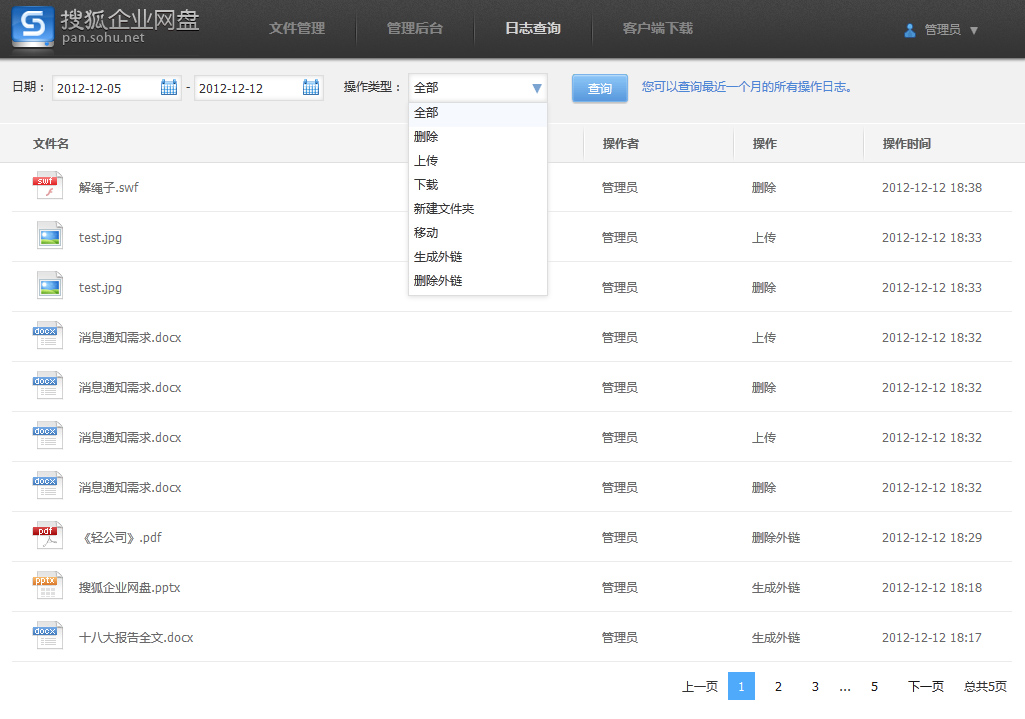 搜狐企业网盘
pan.sohu.net
文件管理 管理后台 日志查询 客户端下载 管理员
日期： 2012-12-05 - 2012-12-12 操作类型： 全部 查询 您可以查询最近一个月的所有操作日志。
全部
删除
上传
下载
新建文件夹
移动
生成外链
删除外链
文件名 操作者 操作 操作时间
swf 解绳子.swf 管理员 删除 2012-12-12 18:38
test.jpg 管理员 上传 2012-12-12 18:33
test.jpg 管理员 删除 2012-12-12 18:33
docx 消息通知需求.docx 管理员 上传 2012-12-12 18:32
docx 消息通知需求.docx 管理员 删除 2012-12-12 18:32
docx 消息通知需求.docx 管理员 上传 2012-12-12 18:32
docx 消息通知需求.docx 管理员 删除 2012-12-12 18:32
pdf 《轻公司》.pdf 管理员 删除外链 2012-12-12 18:29
pptx 搜狐企业网盘.pptx 管理员 生成外链 2012-12-12 18:18
docx 十八大报告全文.docx 管理员 生成外链 2012-12-12 18:17
上一页 1 2 3 ... 5 下一页 总共5页